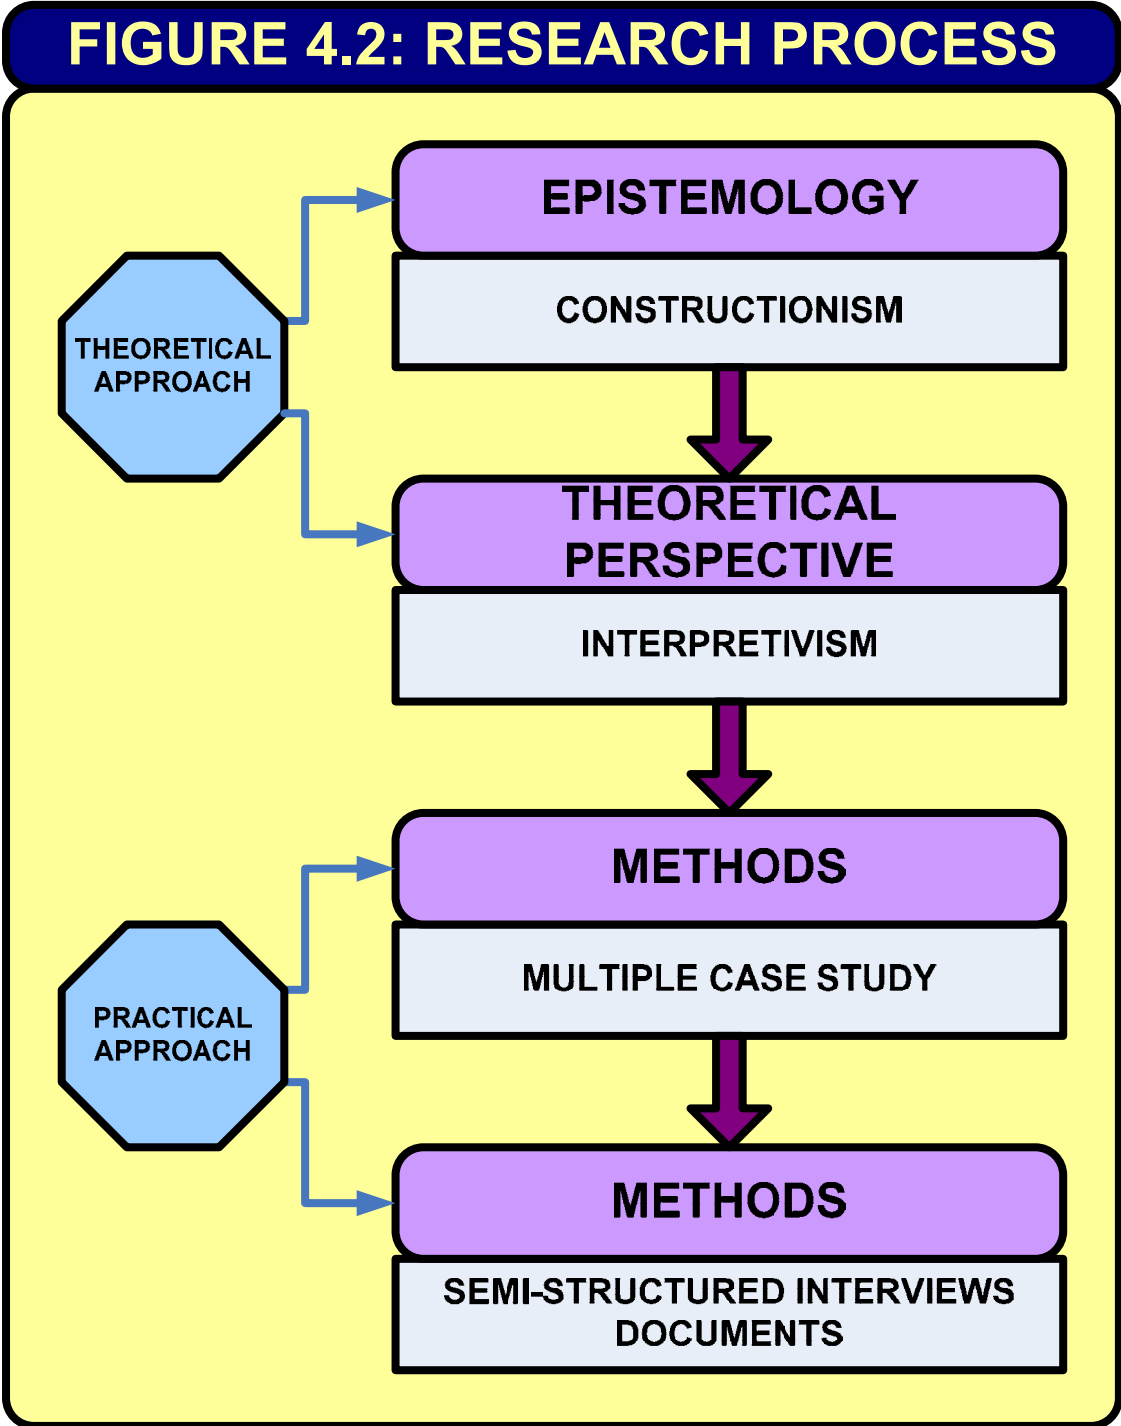 FIGURE 4.2: RESEARCH PROCESS
EPISTEMOLOGY
CONSTRUCTIONISM
THEORETICAL
APPROACH
THEORETICAL
PERSPECTIVE
INTERPRETIVISM
METHODS
MULTIPLE CASE STUDY
PRACTICAL
APPROACH
METHODS
SEMI-STRUCTURED INTERVIEWS
DOCUMENTS